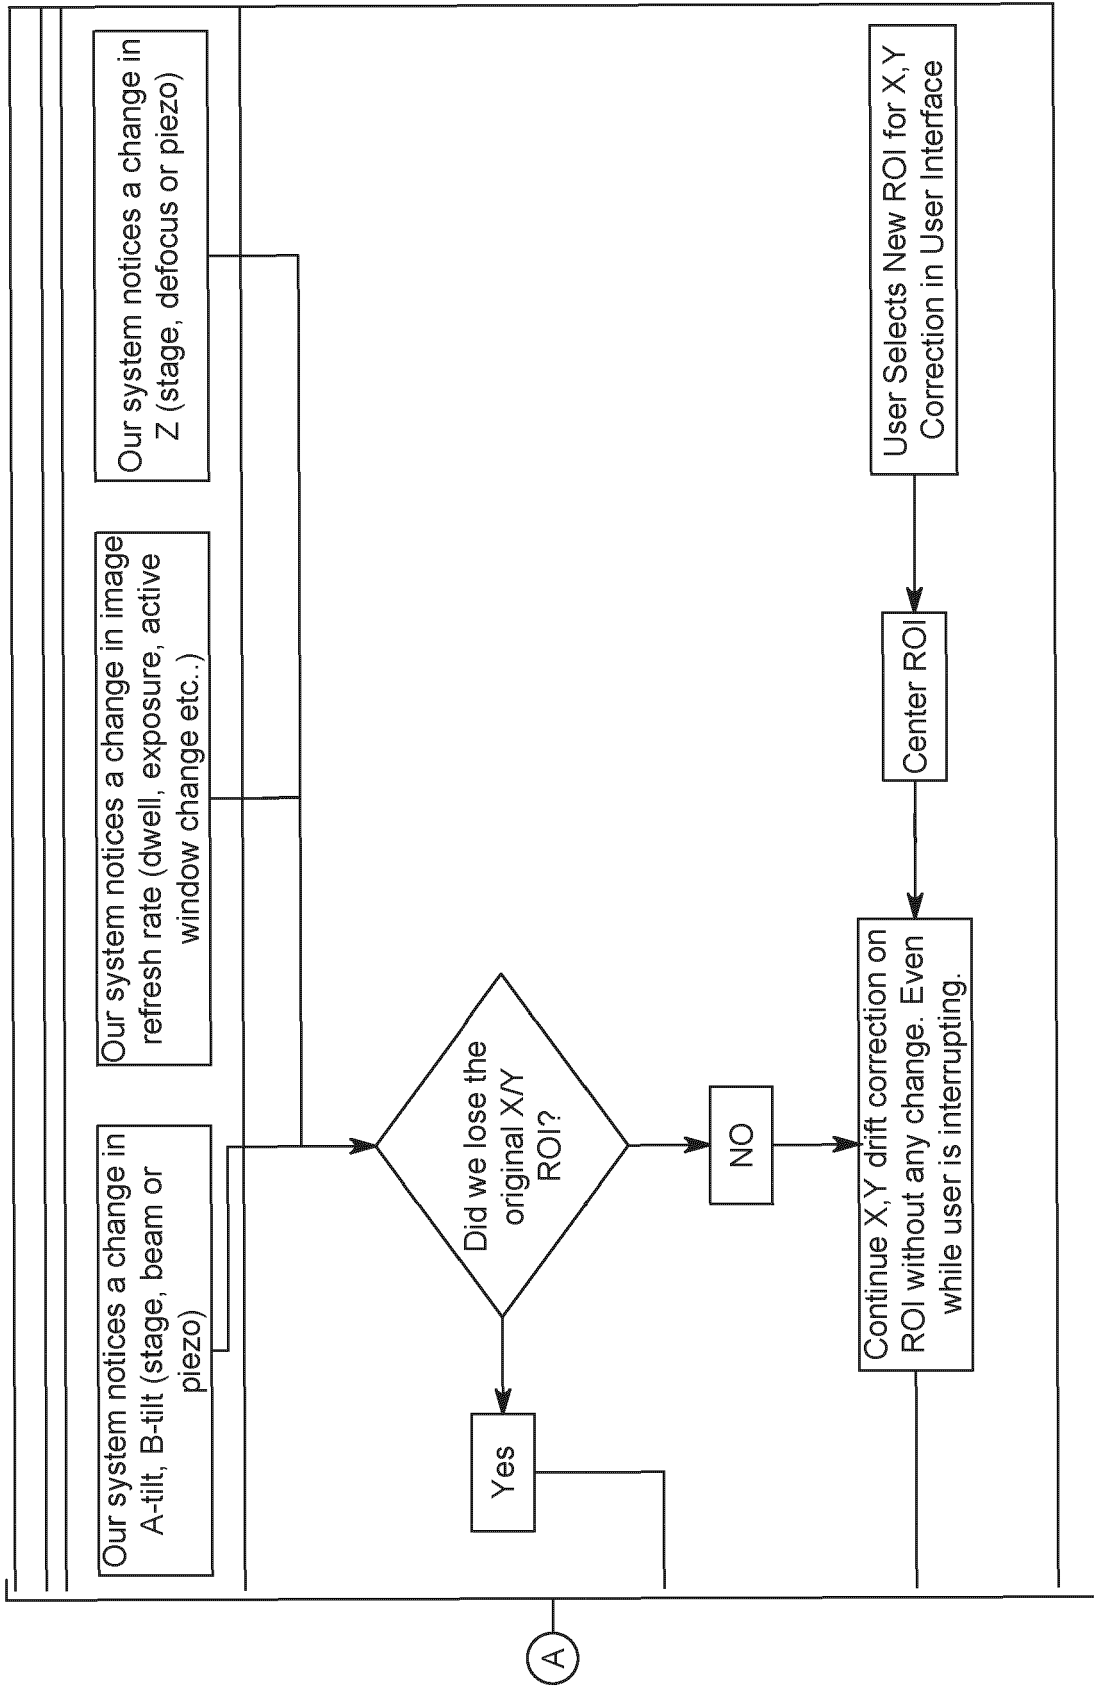 Our system notices a change in
A-tilt, B-tilt (stage, beam or
piezo)
Our system notices a change in image
refresh rate (dwell, exposure, active
window change etc..)
Our system notices a change in
Z (stage, defocus or piezo)
Did we lose the
original X/Y
ROI?
Yes
NO
Continue X,Y drift correction on
ROI without any change. Even
while user is interrupting.
Center ROI
User Selects New ROI for X,Y
Correction in User Interface
A